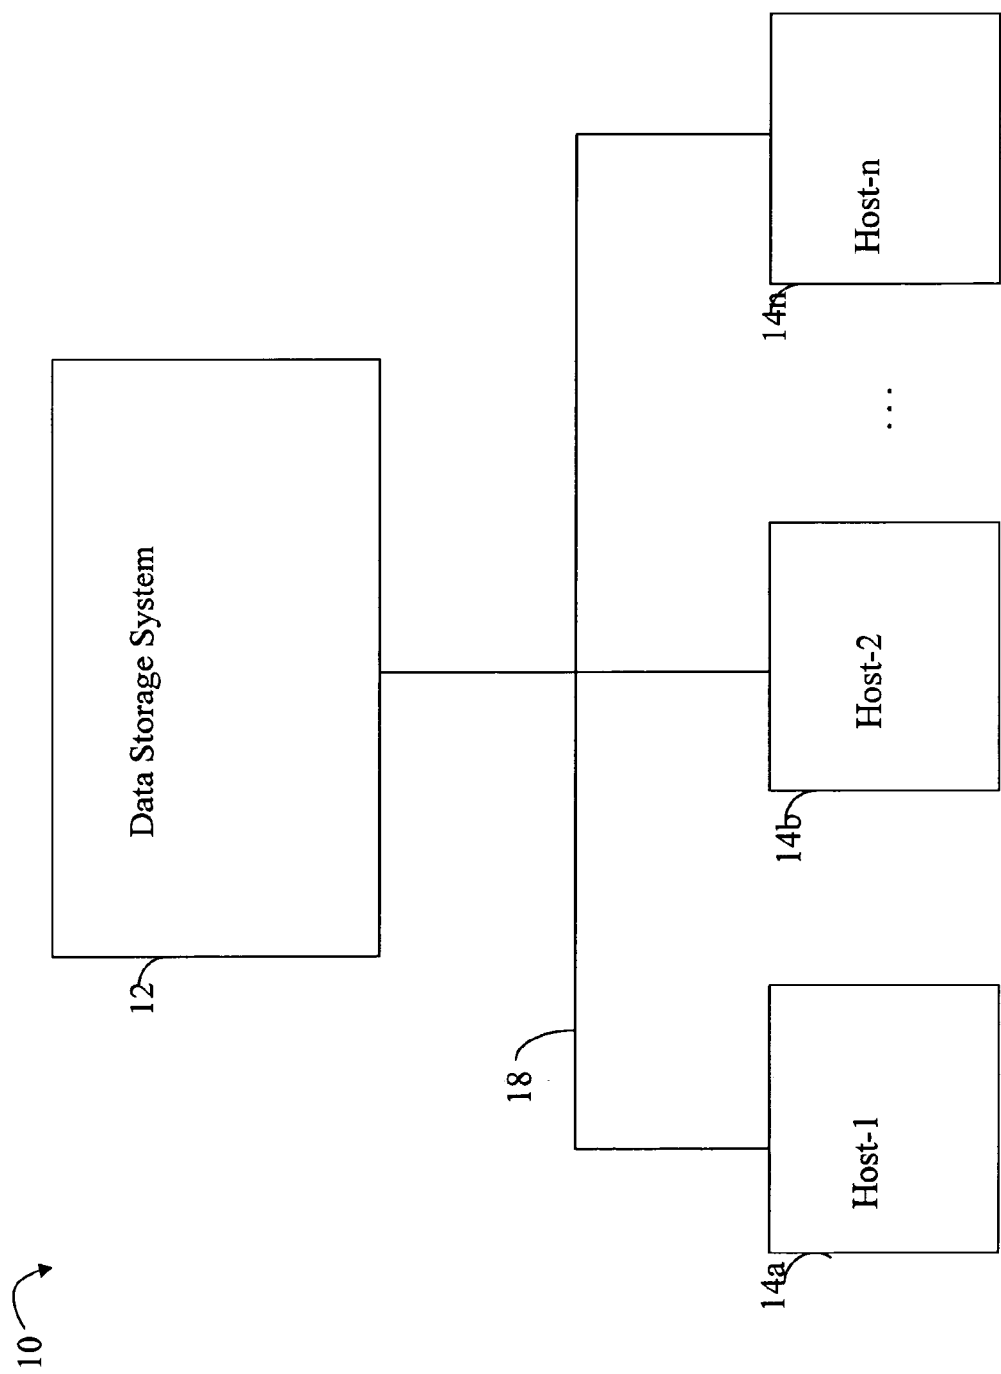 10
12
Data Storage System
18
14a
Host-1
14b
Host-2
. . .
14n
Host-n